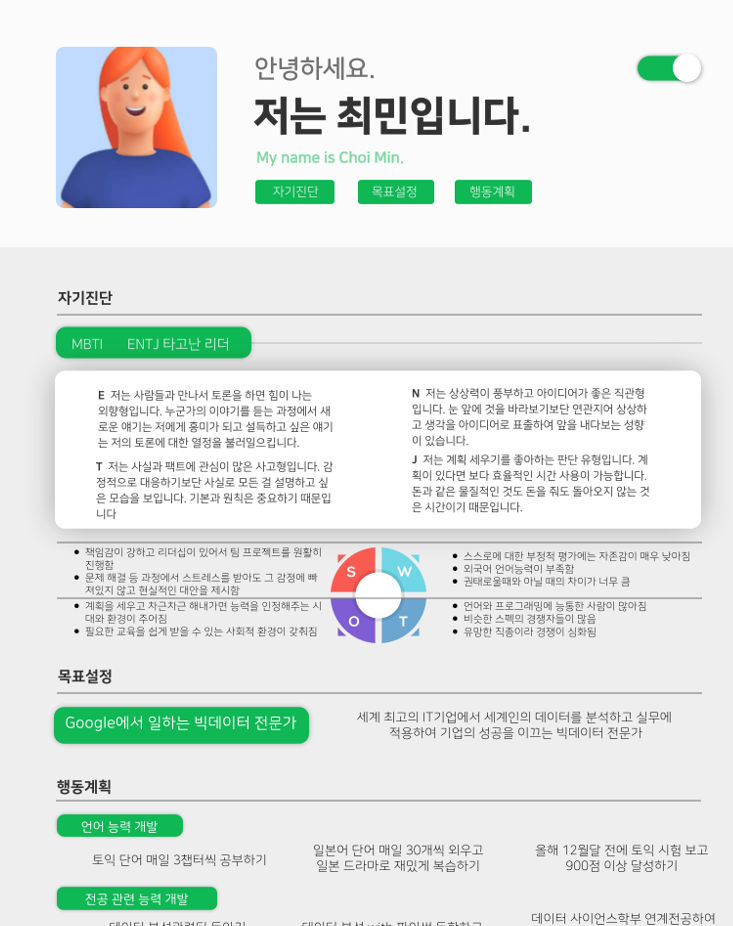 안녕하세요.
저는 최민입니다.
My name is Choi Min.
자기진단
목표설정
행동계획
자기진단
MBTI ENTJ 타고난 리더
E 저는 사람들과 만나서 토론을 하면 힘이 나는
외향형입니다. 누군가의 이야기를 듣는 과정에서 새
로운 얘기는 저에게 흥미가 되고 설득하고 싶은 얘기
는 저의 토론에 대한 열정을 불러일으킵니다.
T 저는 사실과 팩트에 관심이 많은 사고형입니다. 감
정적으로 대응하기보단 사실로 모든 걸 설명하고 싶
은 모습을 보입니다. 기본과 원칙은 중요하기 때문입
니다
N 저는 상상력이 풍부하고 아이디어가 좋은 직관형
입니다. 눈 앞에 것을 바라보기보단 연관지어 상상하
고 생각을 아이디어로 표출하여 앞을 내다보는 성향
이 있습니다.
J 저는 계획 세우기를 좋아하는 판단 유형입니다. 계
획이 있다면 보다 효율적인 시간 사용이 가능합니다.
돈과 같은 물질적인 것도 돈을 줘도 돌아오지 않는 것
은 시간이기 때문입니다.
책임감이 강하고 리더십이 있어서 팀 프로젝트를 원활히
진행함
문제 해결 등 과정에서 스트레스를 받아도 그 감정에 빠
져있지 않고 현실적인 대안을 제시함
S
W
스스로에 대한 부정적 평가에는 자존감이 매우 낮아짐
외국어 언어능력이 부족함
권태로울때와 아닐 때의 차이가 너무 큼
계획을 세우고 차근차근 해내가면 능력을 인정해주는 시
대와 환경이 주어짐
필요한 교육을 쉽게 받을 수 있는 사회적 환경이 갖춰짐
O
T
언어와 프로그래밍에 능통한 사람이 많아짐
비슷한 스펙의 경쟁자들이 많음
유망한 직종이라 경쟁이 심화됨
목표설정
Google에서 일하는 빅데이터 전문가
세계 최고의 IT기업에서 세계인의 데이터를 분석하고 실무에
적용하여 기업의 성공을 이끄는 빅데이터 전문가
행동계획
언어 능력 개발
토익 단어 매일 3챕터씩 공부하기
일본어 단어 매일 30개씩 외우고
일본 드라마로 재밌게 복습하기
올해 12월달 전에 토익 시험 보고
900점 이상 달성하기
전공 관련 능력 개발
데이터 사이언스학부 연계전공하여